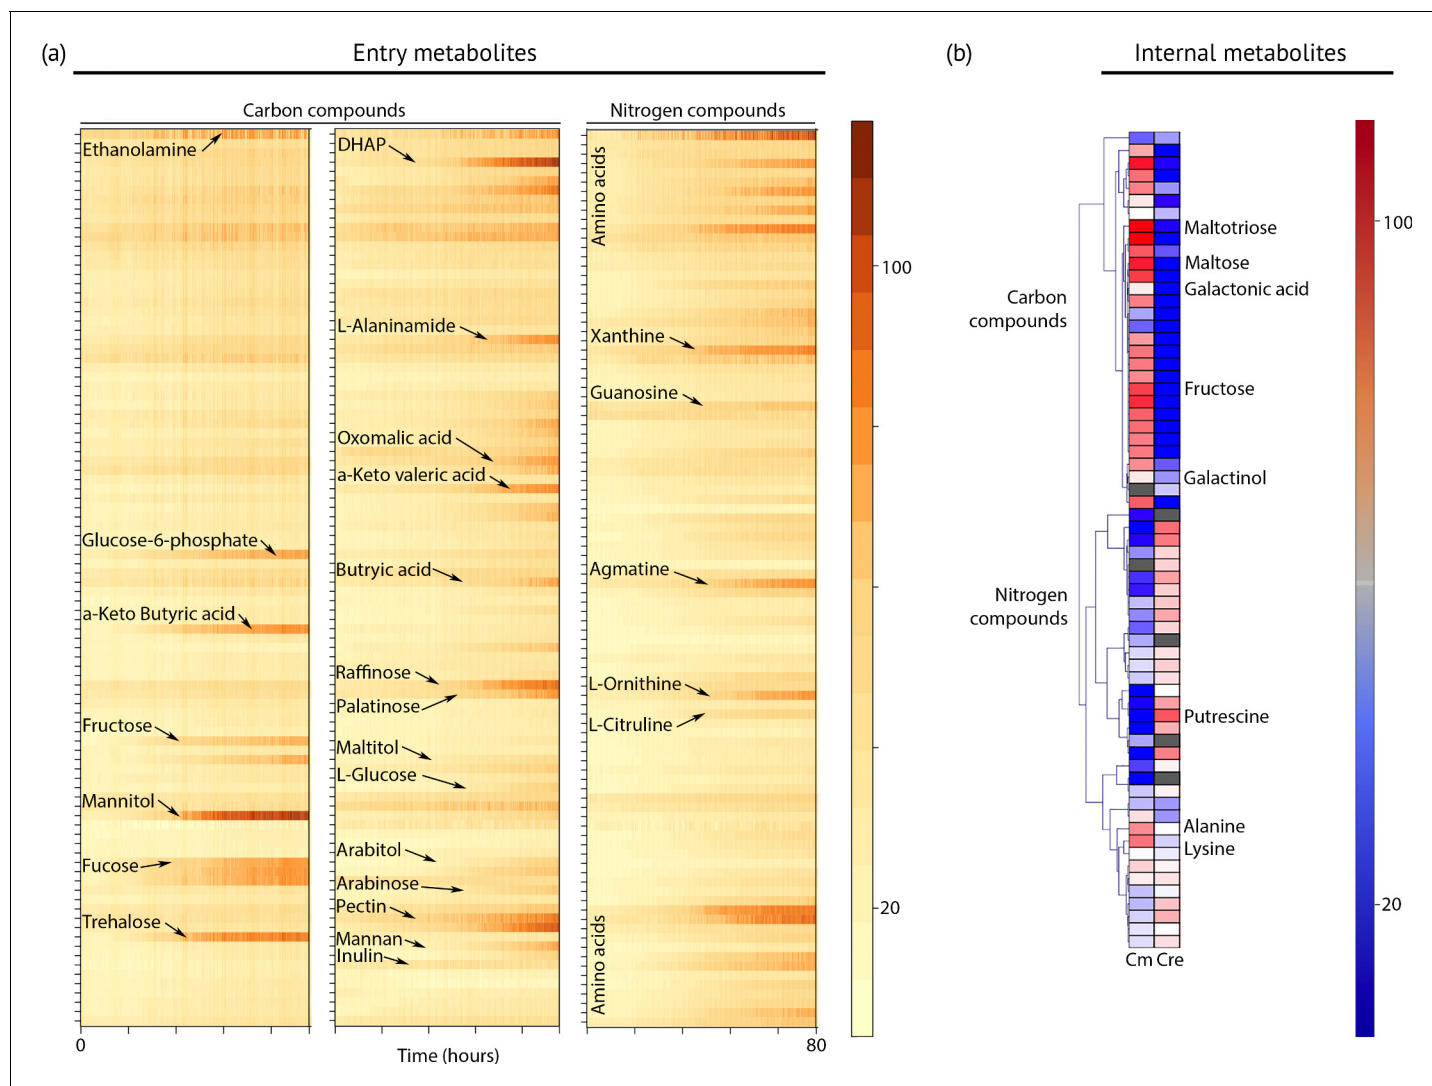 (a)
Entry metabolites
Carbon compounds
Nitrogen compounds
Ethanolamine
Glucose-6-phosphate
a-Keto Butyric acid
Fructose
Mannitol
Fucose
Trehalose
DHAP
L-Alaninamide
Oxomalic acid
a-Keto valeric acid
Butryic acid
Raffinose
Palatinose
Maltitol
L-Glucose
Arabitol
Arabinose
Pectin
Mannan
Inulin
Amino acids
Xanthine
Guanosine
Agmatine
L-Ornithine
L-Citruline
Amino acids
0
Time (hours)
80
100
20
(b)
Internal metabolites
Carbon
compounds
Nitrogen
compounds
Maltotriose
Maltose
Galactonic acid
Fructose
Galactinol
Putrescine
Alanine
Lysine
Cm Cre
100
20